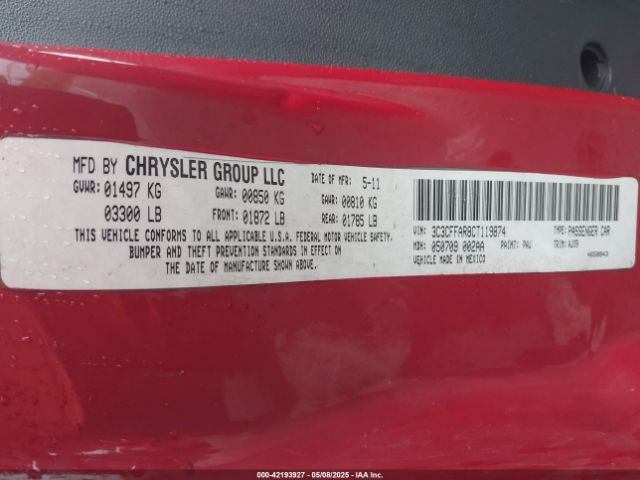 MFD BY CHRYSLER GROUP LLC DATE OF MFR: 5-11
GVWR: 01497 KG GAWR: 00850 KG GAWR: 00810 KG
03300 LB FRONT: 01872 LB REAR: 01785 LB
THIS VEHICLE CONFORMS TO ALL APPLICABLE U.S.A. FEDERAL MOTOR VEHICLE SAFETY,
BUMPER AND THEFT PREVENTION STANDARDS IN EFFECT ON
THE DATE OF MANUFACTURE SHOWN ABOVE.
VIN: 3C3CFFAR8CT119874 TYPE: PASSENGER CAR
MDH: 050709 002AA PAINT: PAU TRIM: AJX9
VEHICLE MADE IN MEXICO
000-42193927 - 05/08/2025 - IAAI.com